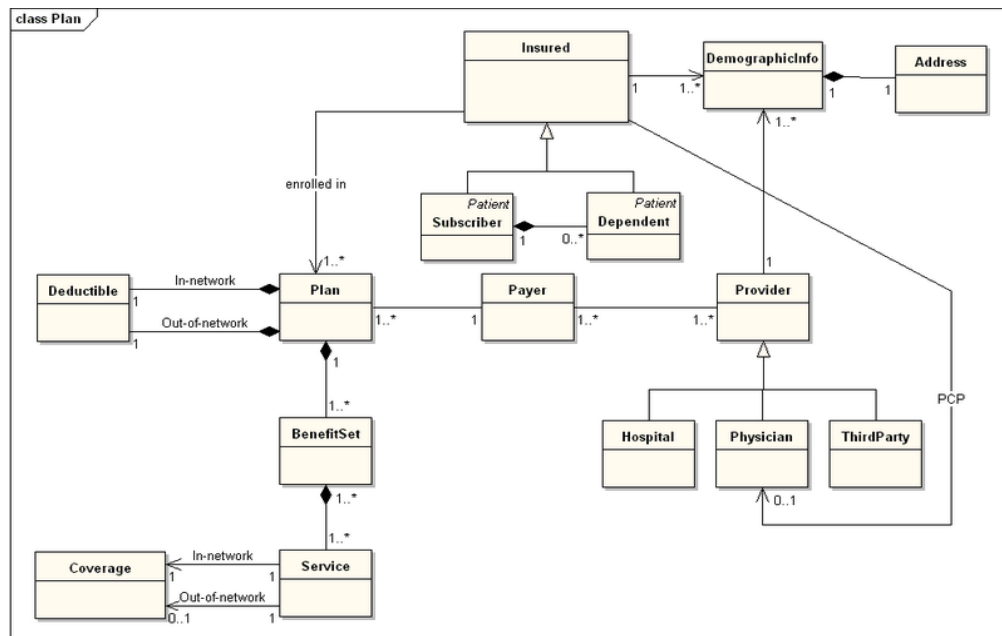 class Plan
Insured
DemographicInfo
Address
1
1..*
1
1
1..*
enrolled in
Patient
Subscriber
Patient
Dependent
1
0..*
1..*
1
Deductible
In-network
1
Out-of-network
1
Plan
1..*
1
Payer
1..*
1..*
Provider
1
1..*
PCP
BenefitSet
Hospital
Physician
ThirdParty
1..*
0..1
1..*
Coverage
In-network
1
1
Out-of-network
0..1
1
Service